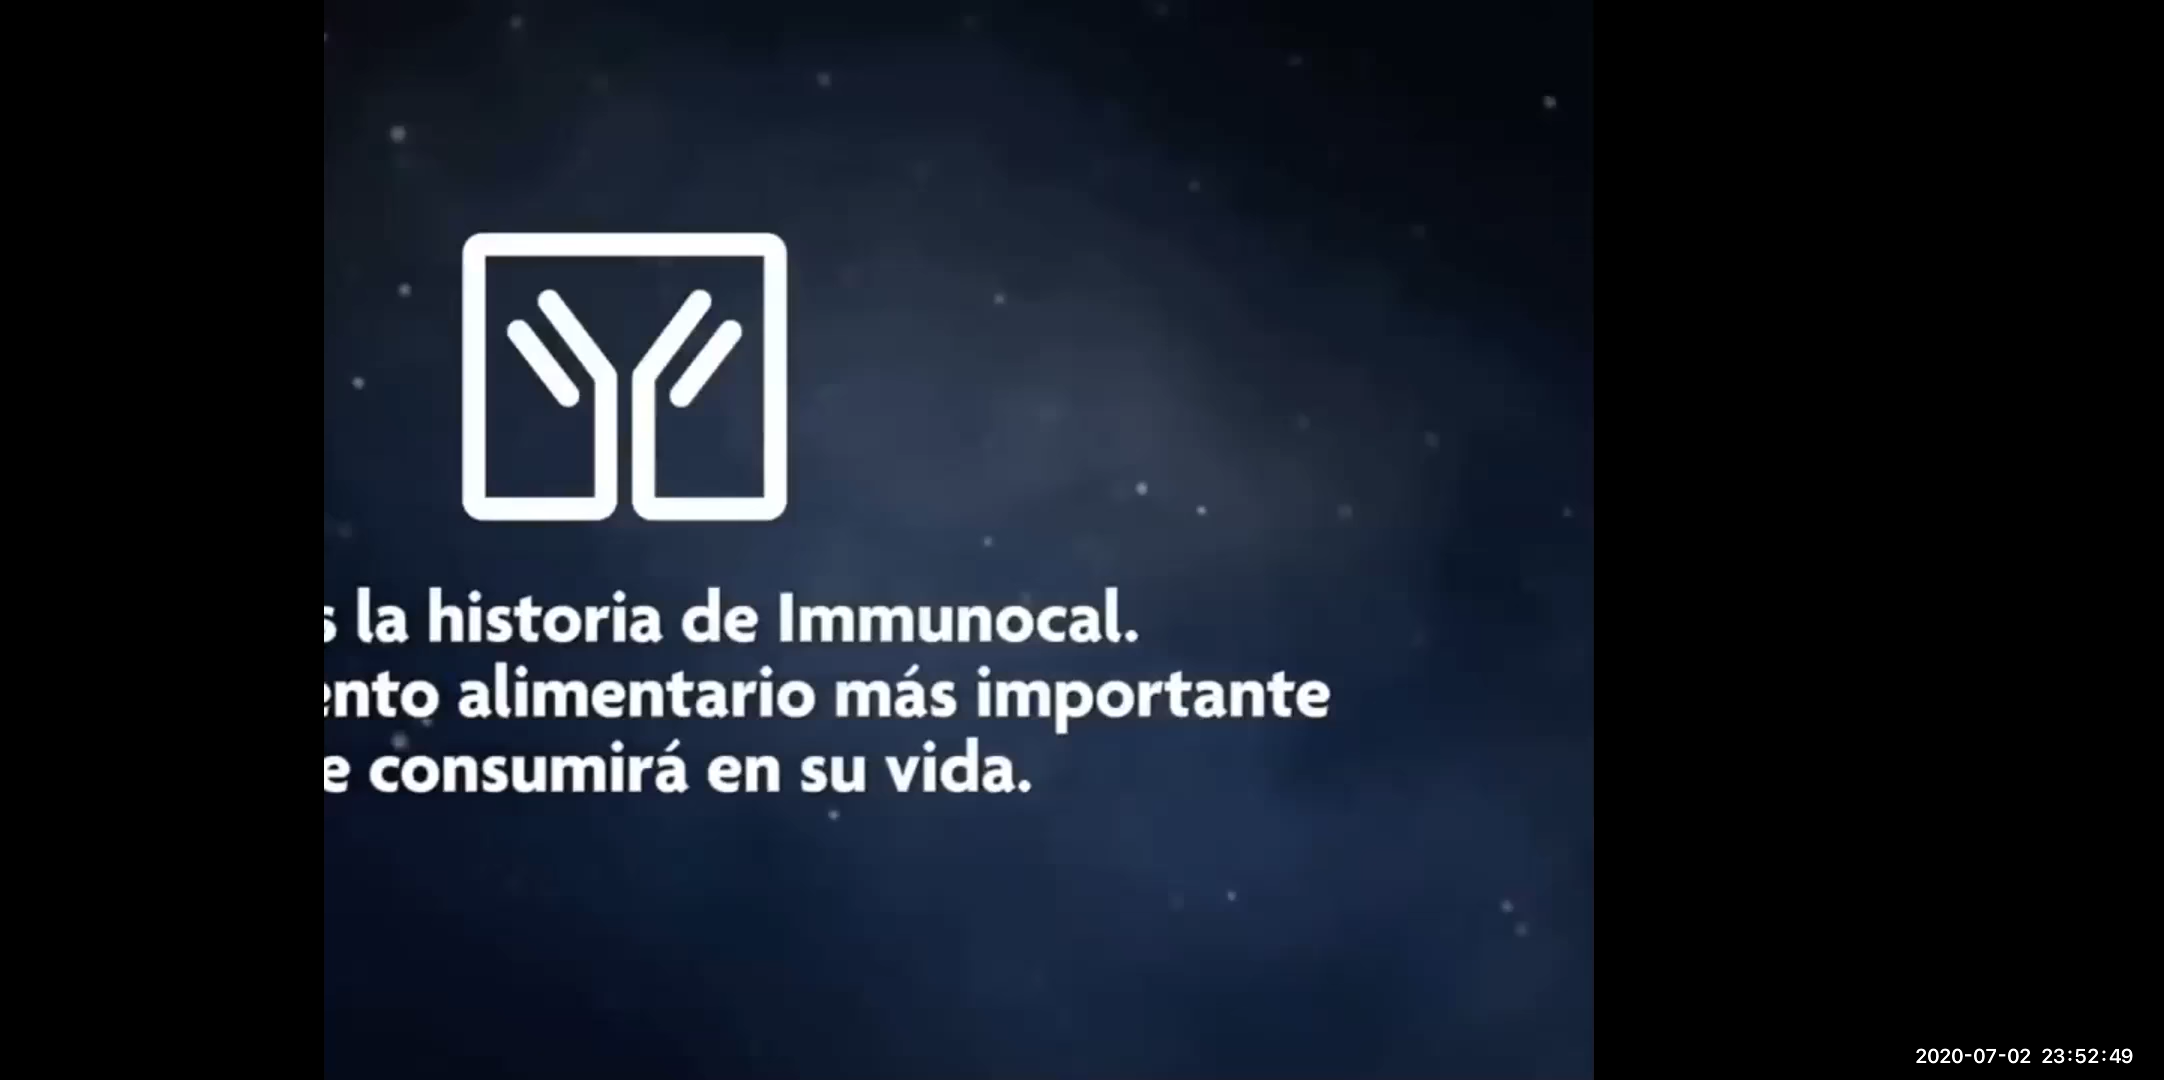 s la historia de Immunocal.
ento alimentario más importante
e consumirá en su vida.
2020-07-02 23:52:49